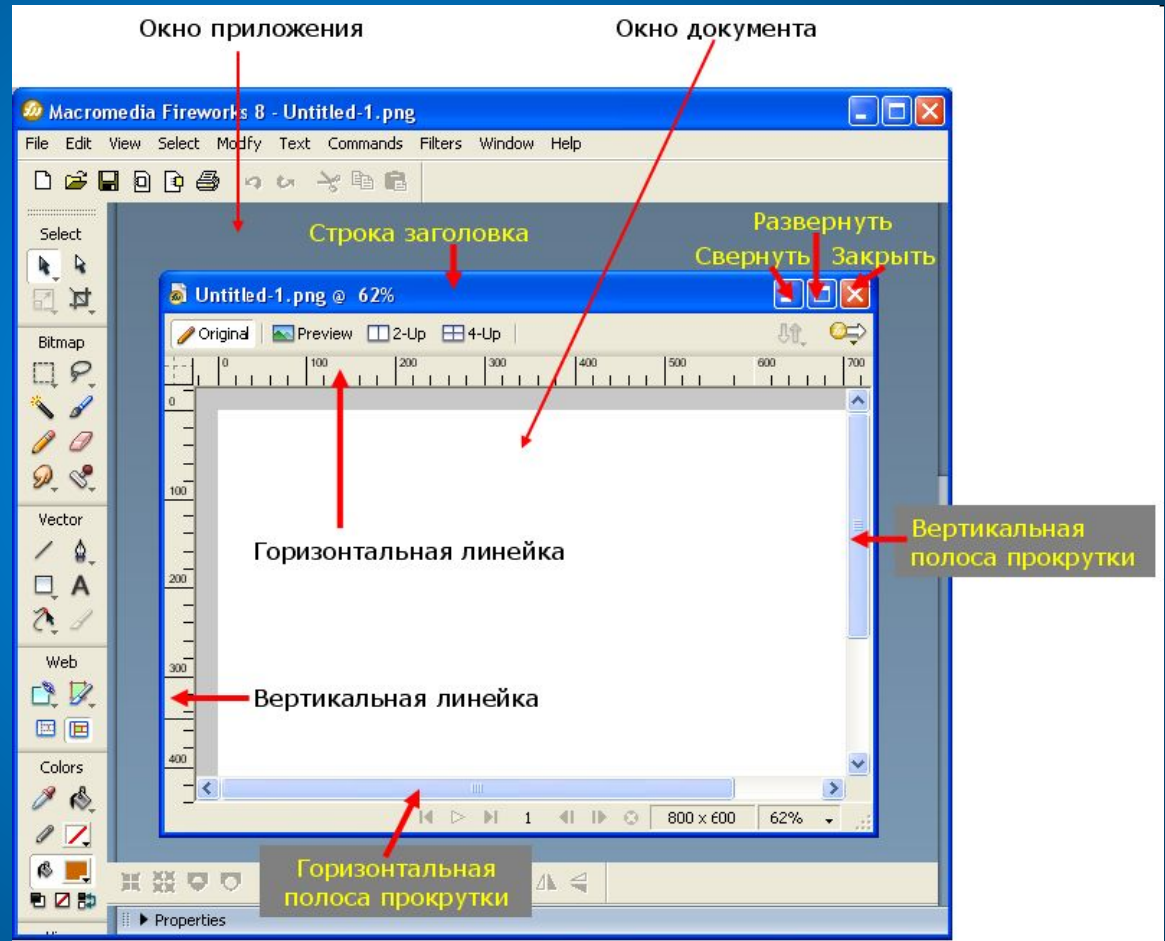 Окно приложения
Окно документа
Macromedia Fireworks 8 - Untitled-1.png
File Edit View Select Modify Text Commands Filters Window Help
Select
Строка заголовка
Развернуть
Свернуть Закрыть
Untitled-1.png @ 62%
Original Preview 2-Up 4-Up
Bitmap
0 100 200 300 400 500 600 700
0
100
Vector
Горизонтальная линейка
Вертикальная
полоса прокрутки
200
Web
300
Вертикальная линейка
400
Colors
1 800 x 600 62%
Горизонтальная
полоса прокрутки
Properties